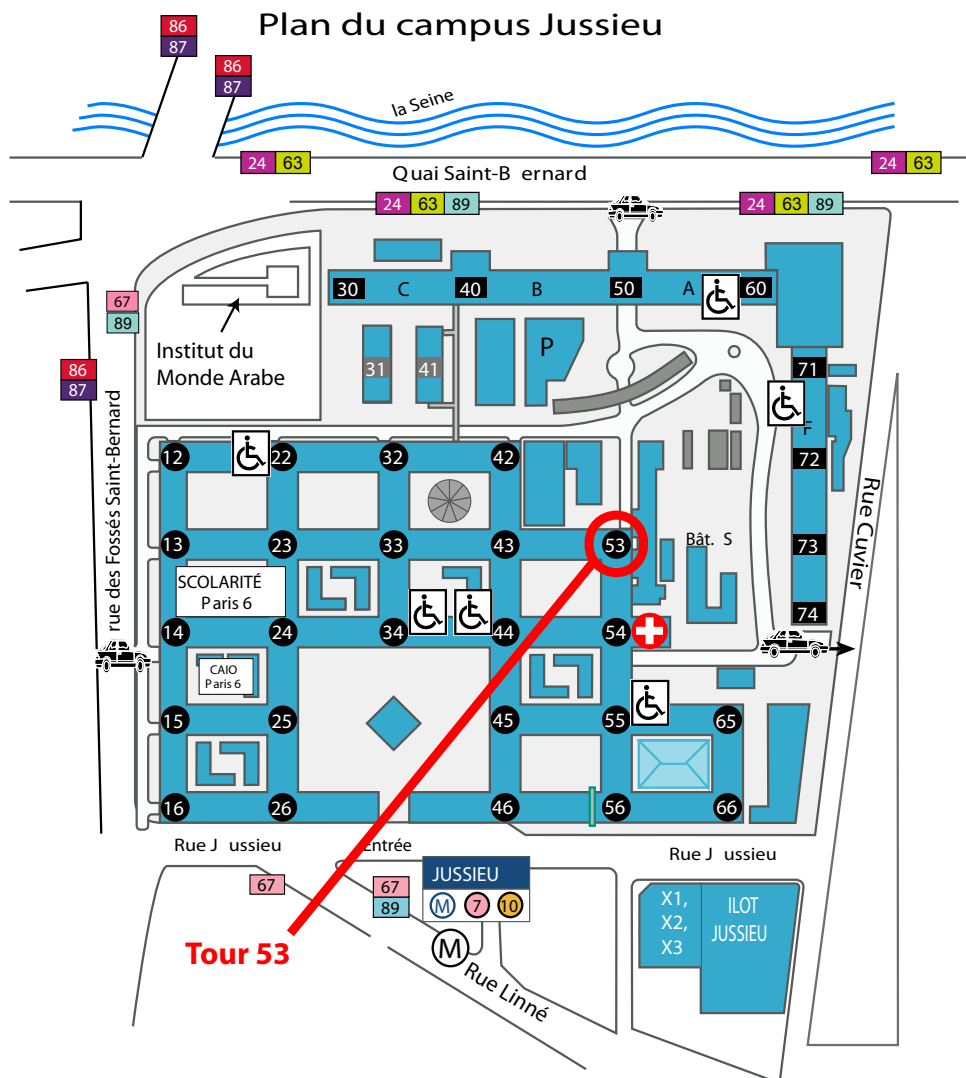 Plan du campus Jussieu
86
87
86
87
la Seine
24 63
24 63
Quai Saint-B ernard
24 63 89
24 63 89
67
89
30 C 40 B 50 A 60
Institut du
Monde Arabe
31 41
P
71
86
87
F
12 22 32 42
72
rue des Fossés Saint-Bernard
Rue Cuvier
13 23 33 43 53
Bât. S
73
SCOLARITÉ
Paris 6
74
14 24 34 44 54
CAIO
Paris 6
15 25 45 55 65
16 26 46 56 66
Rue J ussieu
Entrée
Rue J ussieu
67
67
89
JUSSIEU
M 7 10
X1,
X2,
X3
ILOT
JUSSIEU
Tour 53
M
Rue Linné